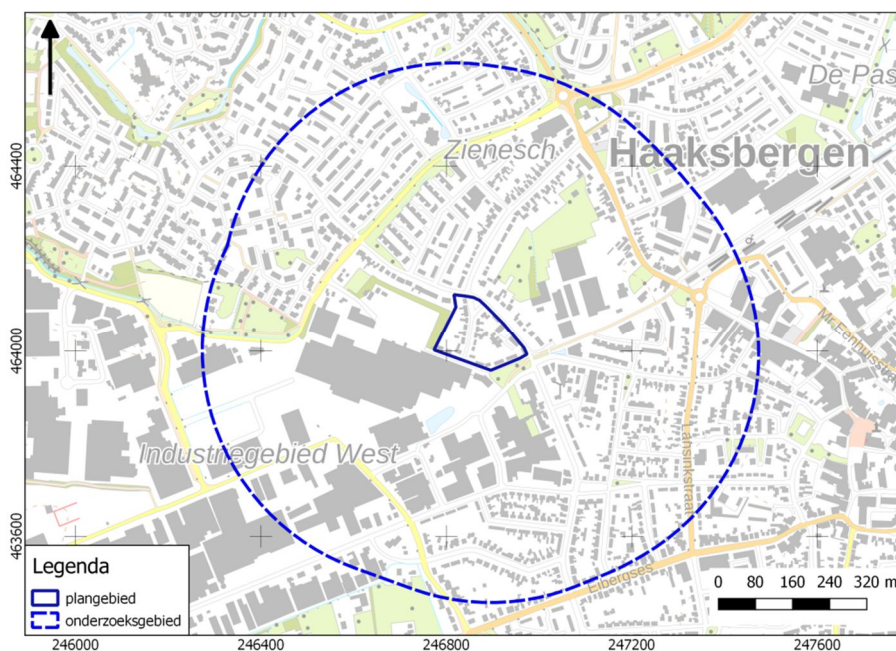 De Pas
Zienesch
Haaksbergen
464400
464000
Mr. Eenhuisstr
Industriegebied West
Lansinkstraat
463600
Eibergses
Legenda
plangebied
onderzoeksgebied
0 80 160 240 320 m
246000 246400 246800 247200 247600